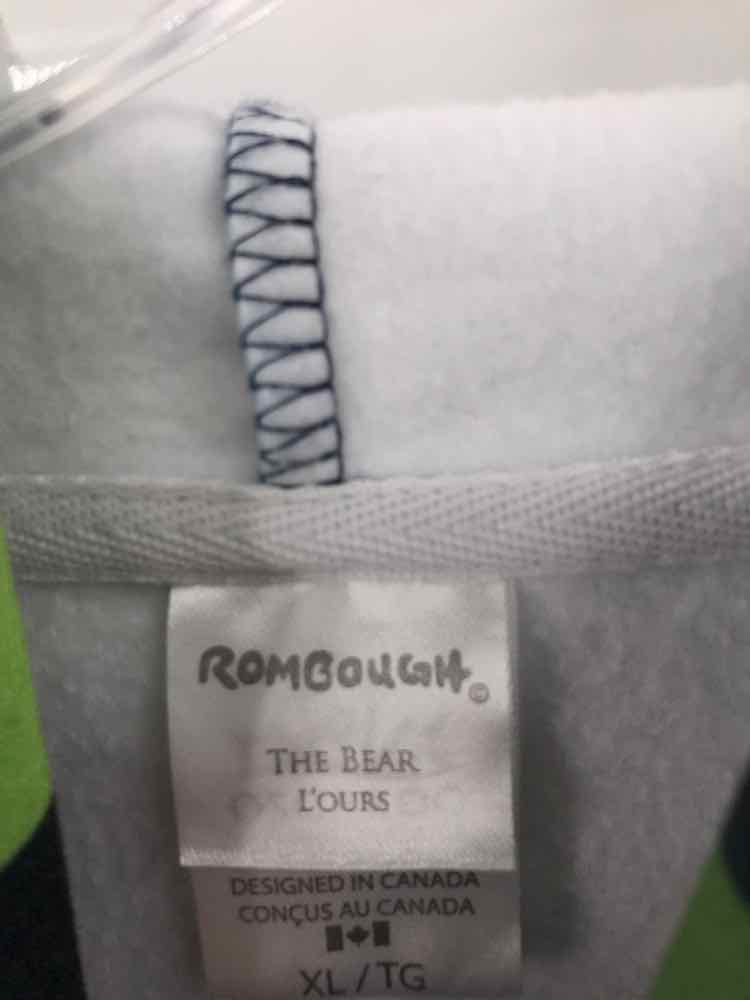 ROMBOUGH©
THE BEAR
L'OURS
DESIGNED IN CANADA
CONÇUS AU CANADA
XL / TG